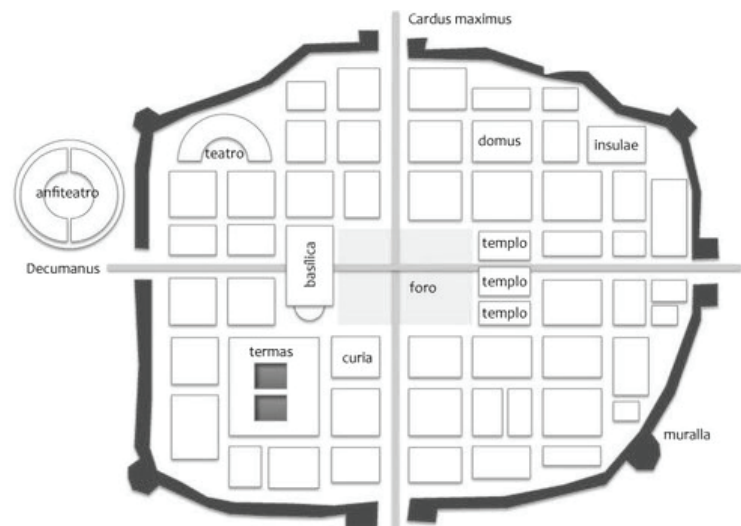 Cardus maximus
teatro
domus
insulae
anfiteatro
basílica
templo
Decumanus
templo
foro
templo
termas
curia
muralla